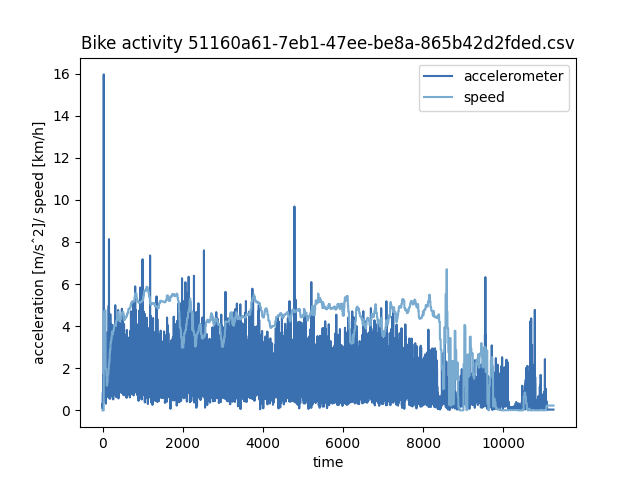 Bike activity 51160a61-7eb1-47ee-be8a-865b42d2fded.csv
accelerometer
speed
acceleration [m/s^2]/ speed [km/h]
16
14
12
10
8
6
4
2
0
0 2000 4000 6000 8000 10000
time